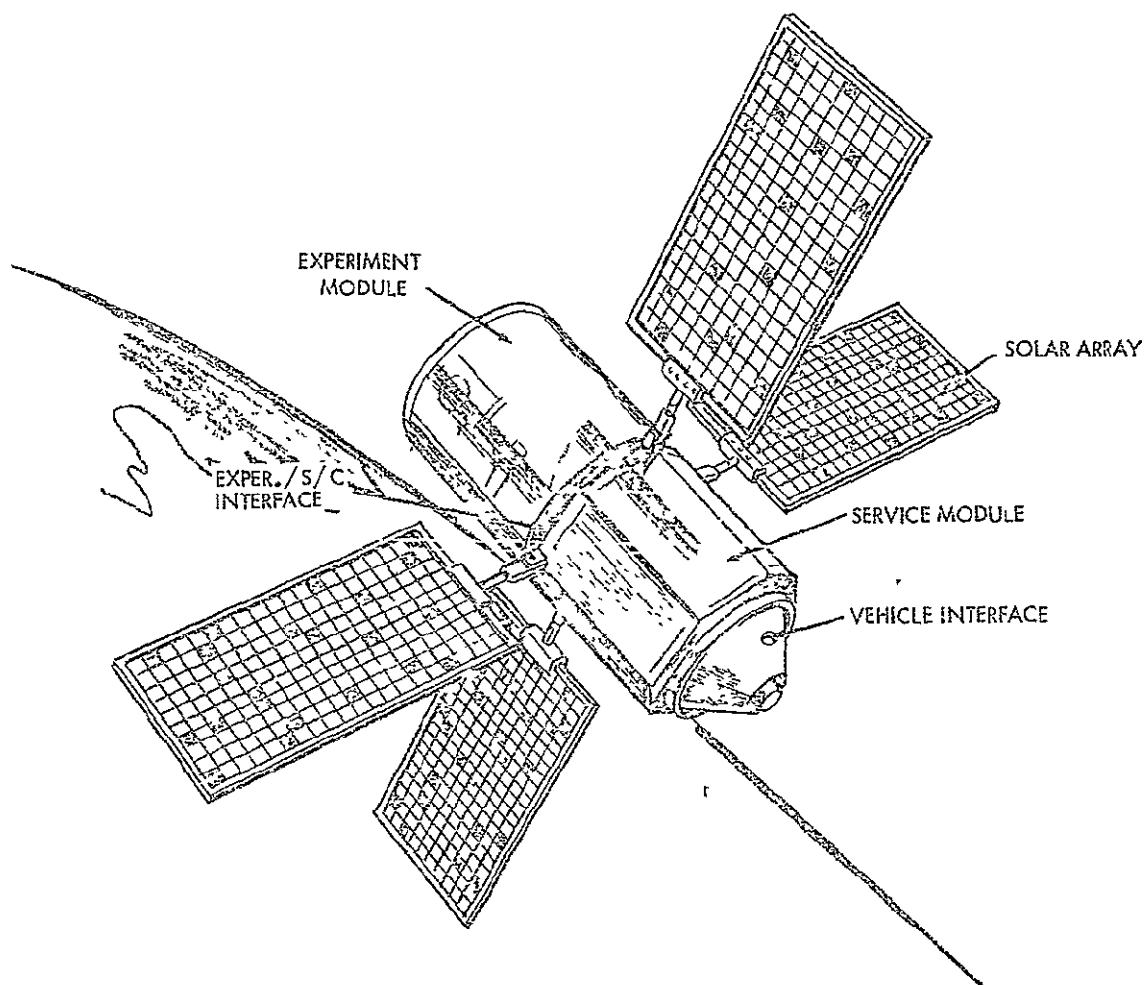 EXPERIMENT
MODULE
SOLAR ARRAY
EXPER./S/C
INTERFACE
SERVICE MODULE
VEHICLE INTERFACE